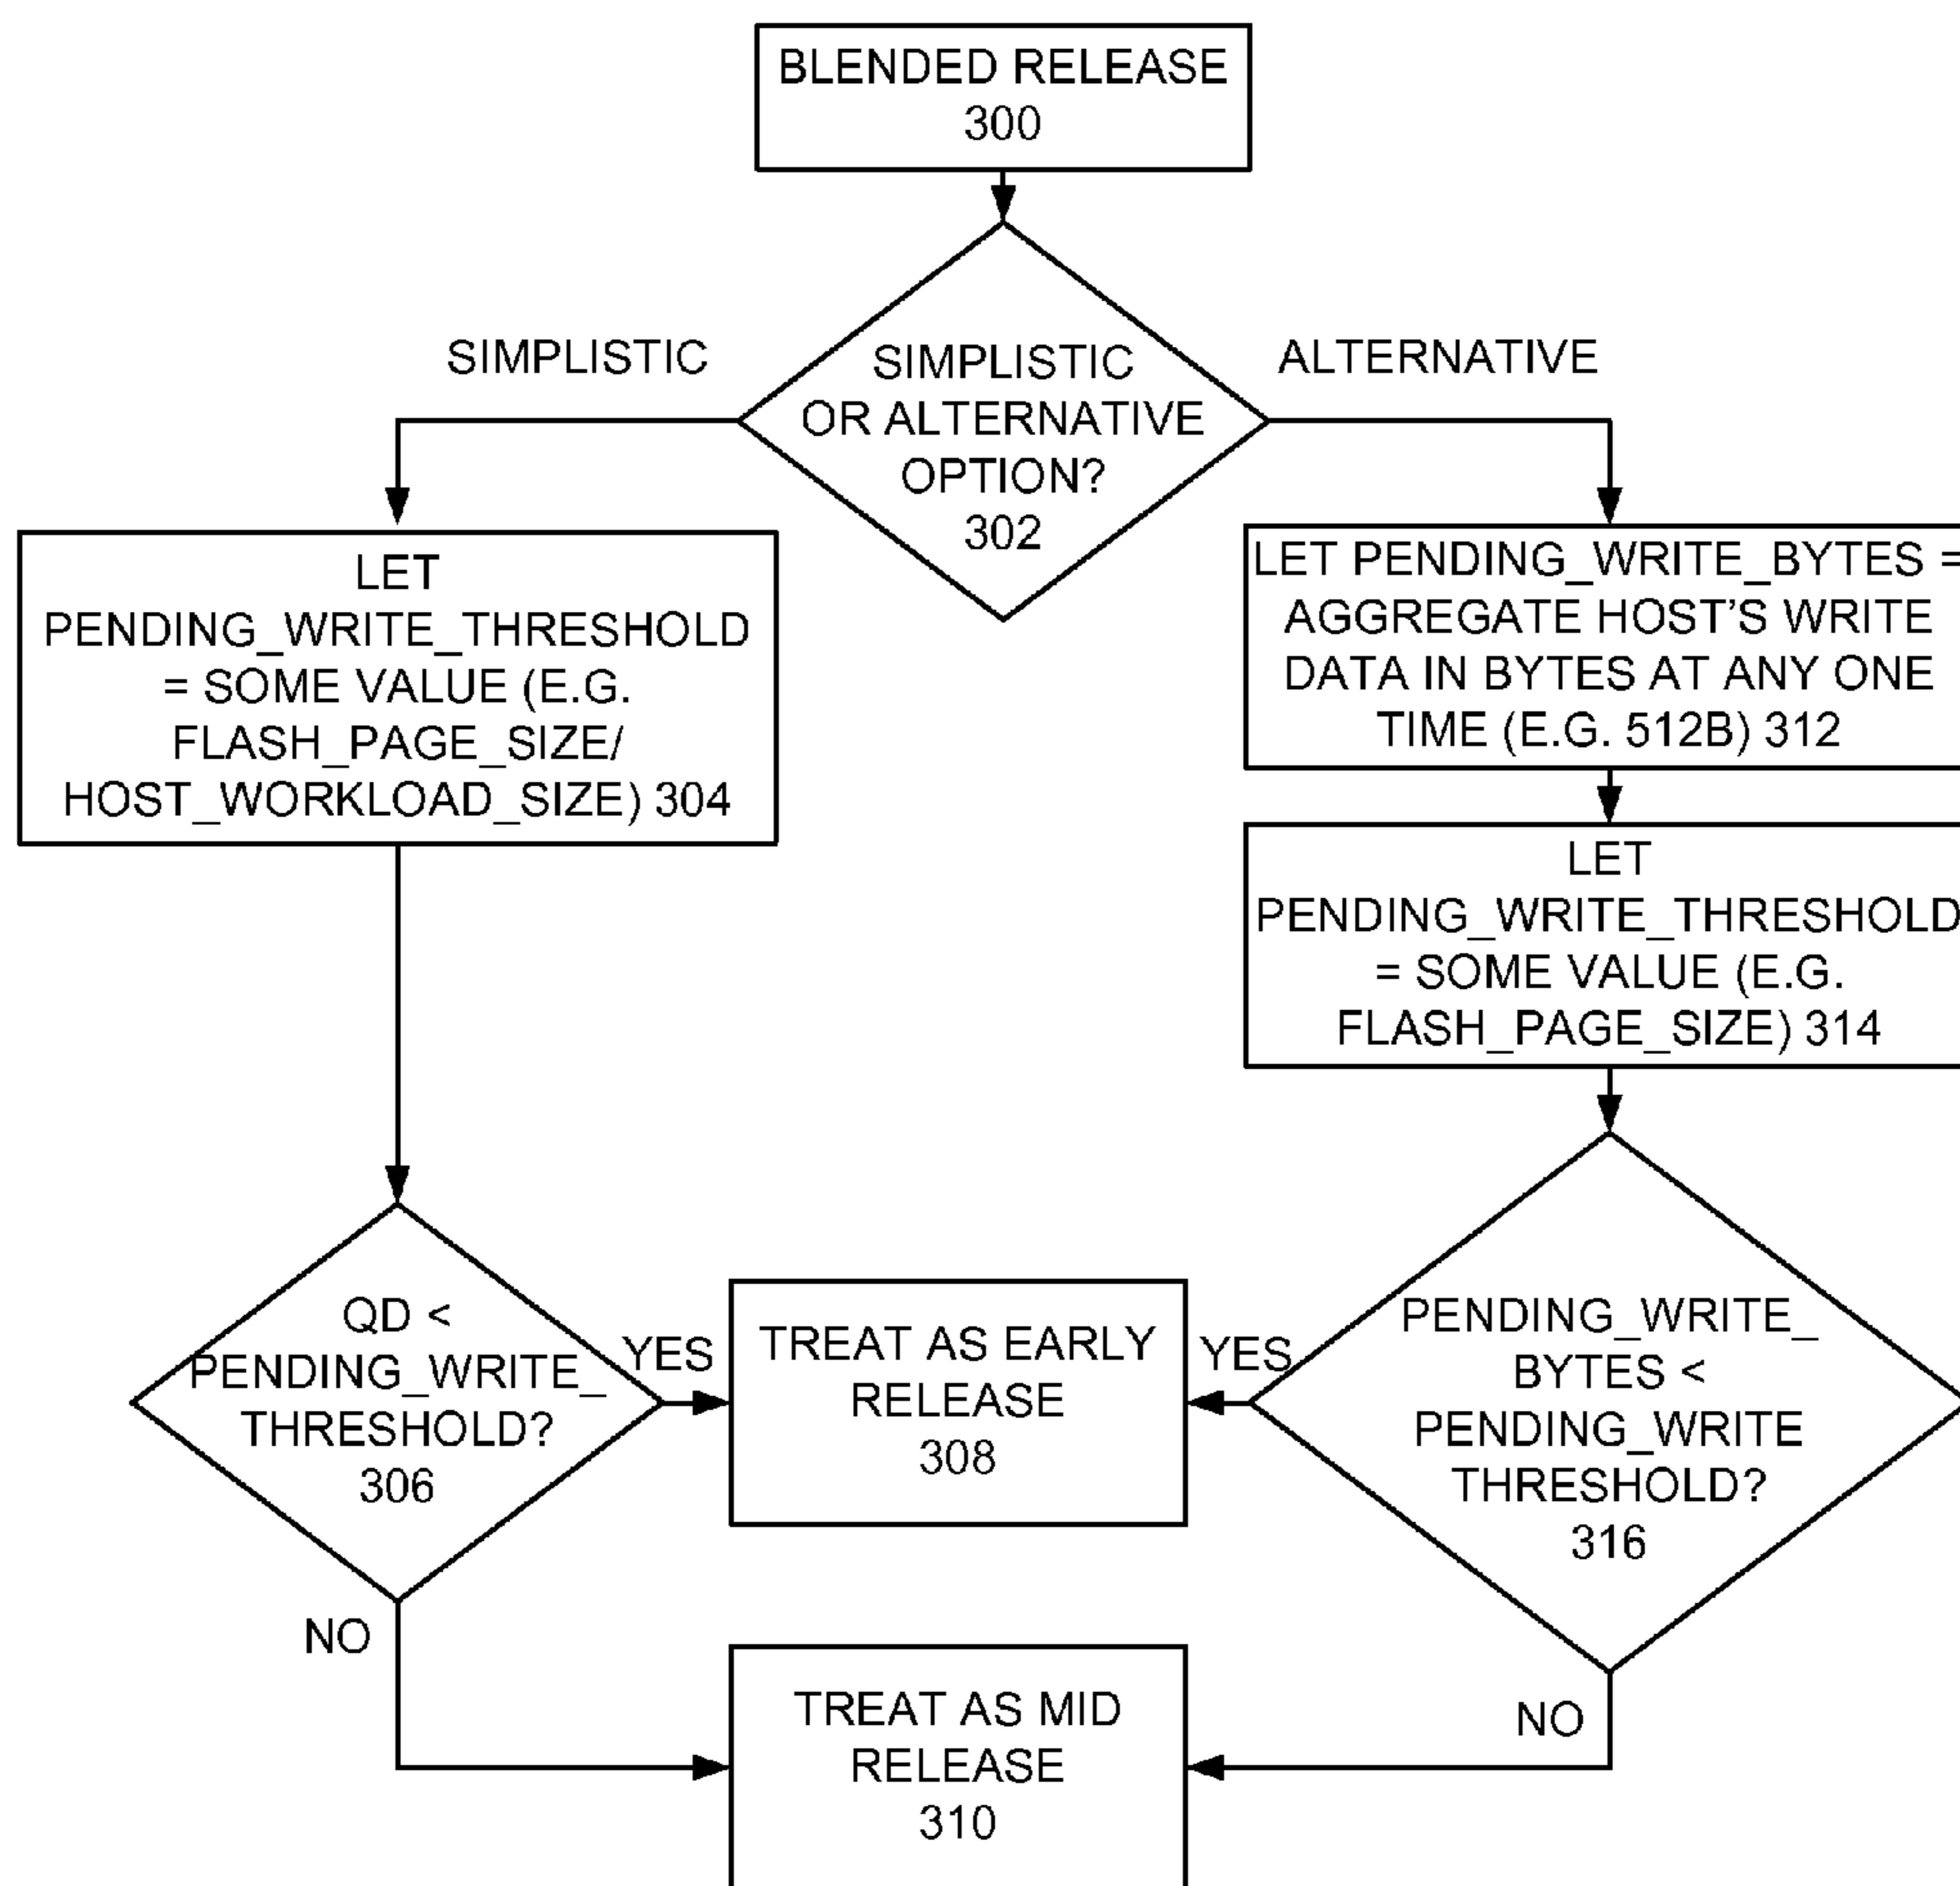 BLENDED RELEASE
300
SIMPLISTIC
ALTERNATIVE
SIMPLISTIC
OR ALTERNATIVE
OPTION?
302
LET
PENDING_WRITE_THRESHOLD
= SOME VALUE (E.G.
FLASH_PAGE_SIZE/
HOST_WORKLOAD_SIZE) 304
LET PENDING_WRITE_BYTES =
AGGREGATE HOST'S WRITE
DATA IN BYTES AT ANY ONE
TIME (E.G. 512B) 312
LET
PENDING_WRITE_THRESHOLD
= SOME VALUE (E.G.
FLASH_PAGE_SIZE) 314
QD <
PENDING_WRITE_
THRESHOLD?
306
YES
TREAT AS EARLY
RELEASE
308
YES
PENDING_WRITE_
BYTES <
PENDING_WRITE
THRESHOLD?
316
NO
TREAT AS MID
RELEASE
310
NO